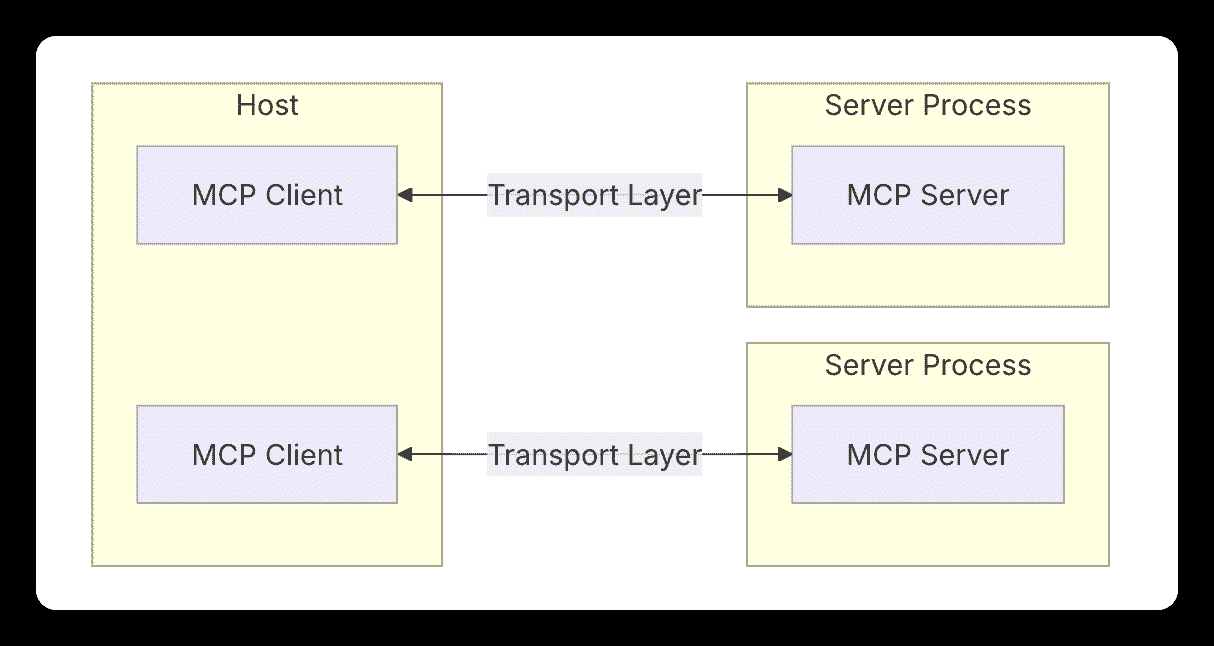 Host
Server Process
MCP Client
Transport Layer
MCP Server
Server Process
MCP Client
Transport Layer
MCP Server